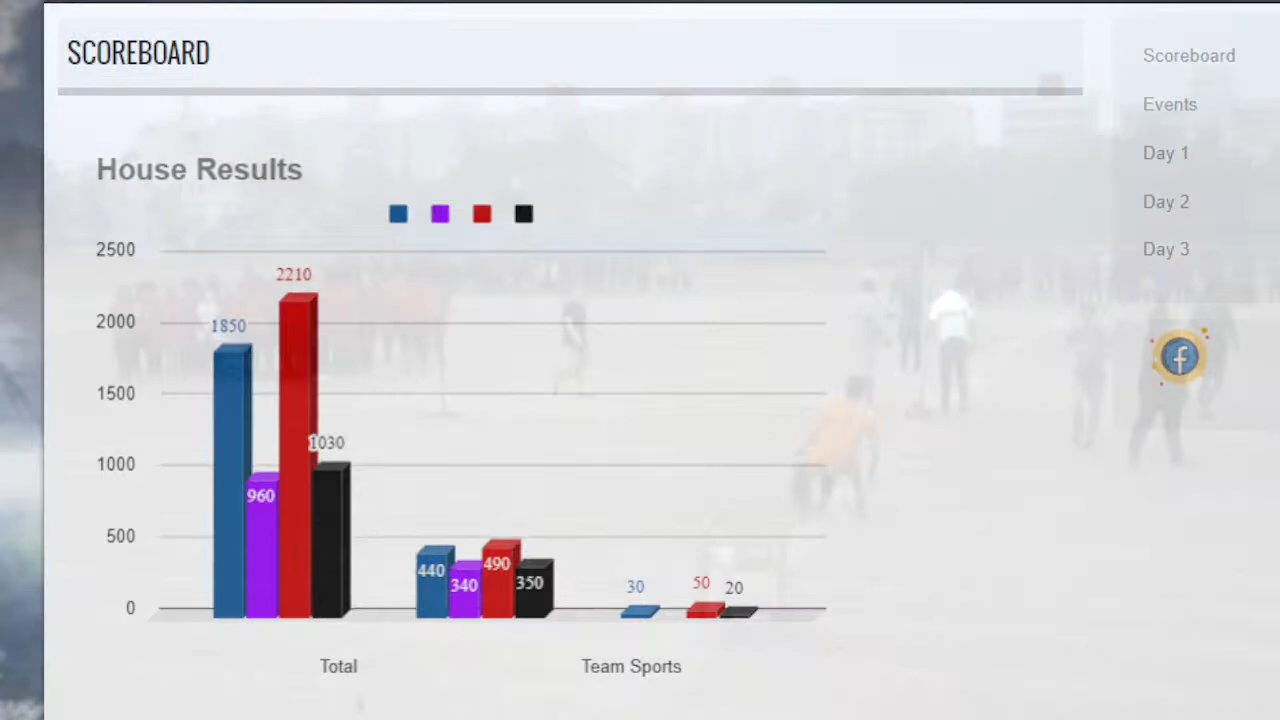 SCOREBOARD
Scoreboard
Events
Day 1
Day 2
Day 3
House Results
2500
2000
1500
1000
500
0
1850
960
2210
1030
440
340
490
350
30
50
20
Total
Team Sports
f